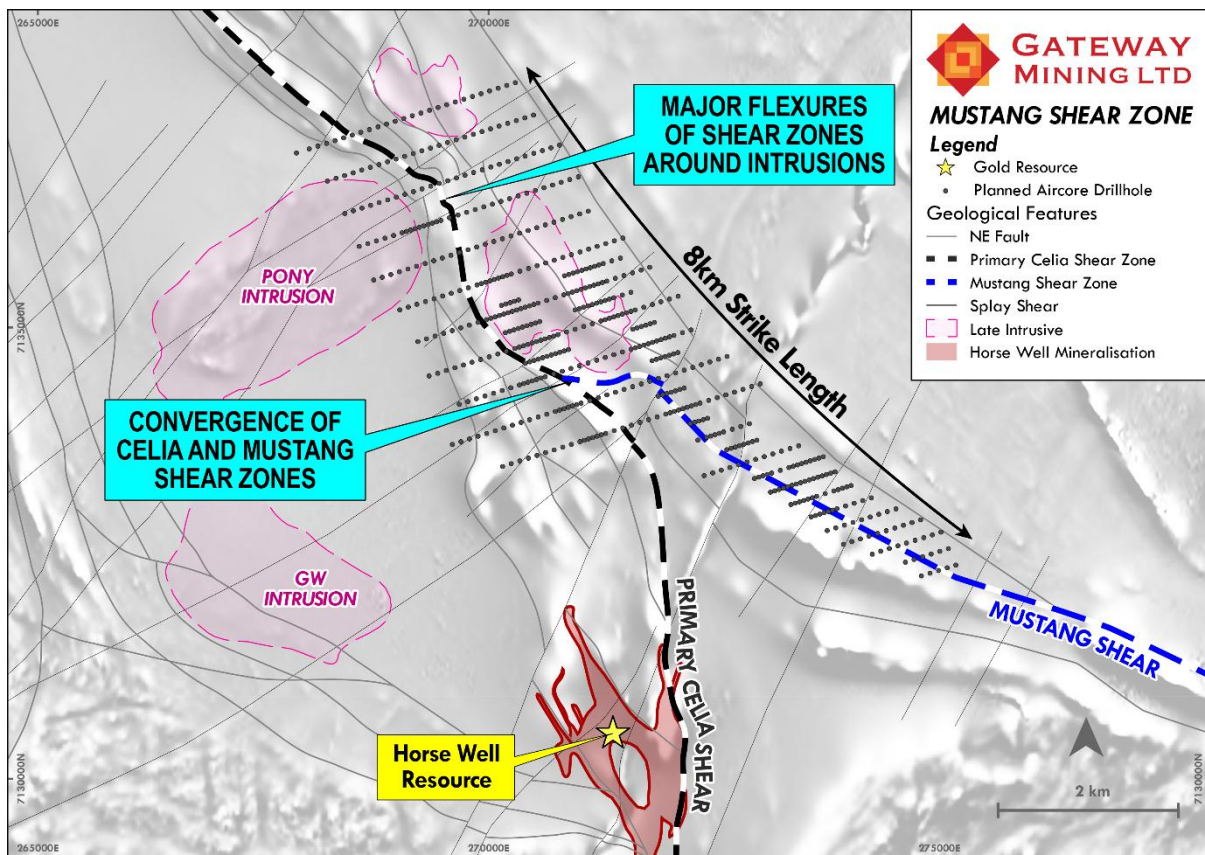 265000E
270000E
GATEWAY
MINING LTD
MUSTANG SHEAR ZONE
Legend
Gold Resource
Planned Aircore Drillhole
Geological Features
NE Fault
Primary Celia Shear Zone
Mustang Shear Zone
Splay Shear
Late Intrusive
Horse Well Mineralisation
MAJOR FLEXURES
OF SHEAR ZONES
AROUND INTRUSIONS
PONY
INTRUSION
8km Strike Length
7135000N
CONVERGENCE OF
CELIA AND MUSTANG
SHEAR ZONES
GW
INTRUSION
PRIMARY CELIA SHEAR
MUSTANG SHEAR
Horse Well
Resource
2 km
7130000N
7130000N
265000E
270000E
275000E